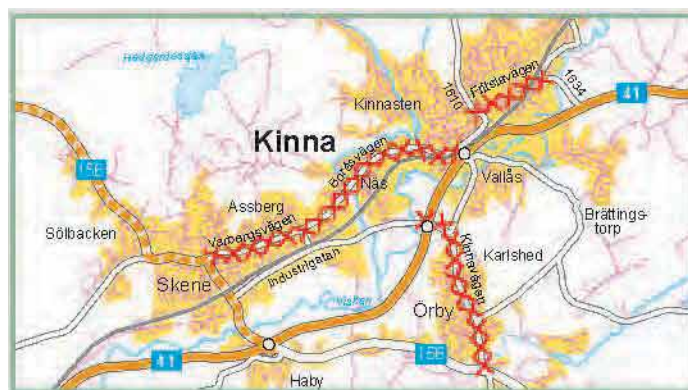 Kinnasten
Fritslavägen
1610
1634
41
Kinna
156
Boråsvägen
Näs
Vallås
Assberg
Varbergsvägen
Brättings-
torp
Sölbacken
Industrigatan
Kinnavägen
Karlshed
Skene
Viskan
Örby
41
156
Haby